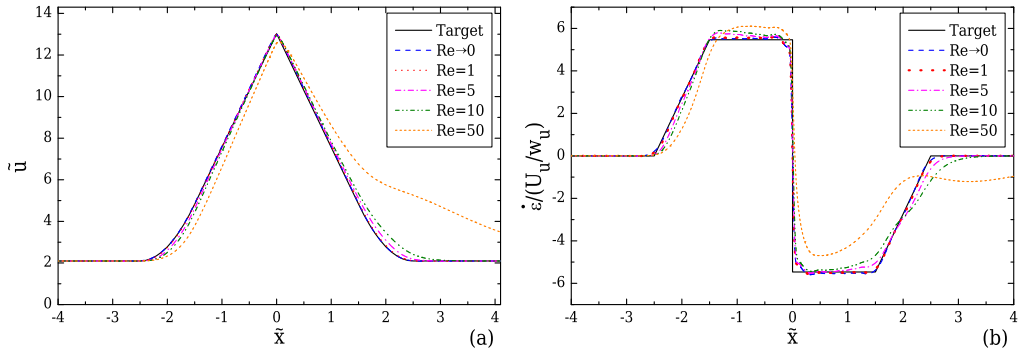 14
12
10
8
6
4
2
0
-4
-3
-2
-1
0
1
2
3
4
ũ
x̃
(a)
Target
Re→0
Re=1
Re=5
Re=10
Re=50
6
4
2
0
-2
-4
-6
-4
-3
-2
-1
0
1
2
3
4
ε̇/(U_u/w_u)
x̃
(b)
Target
Re→0
Re=1
Re=5
Re=10
Re=50